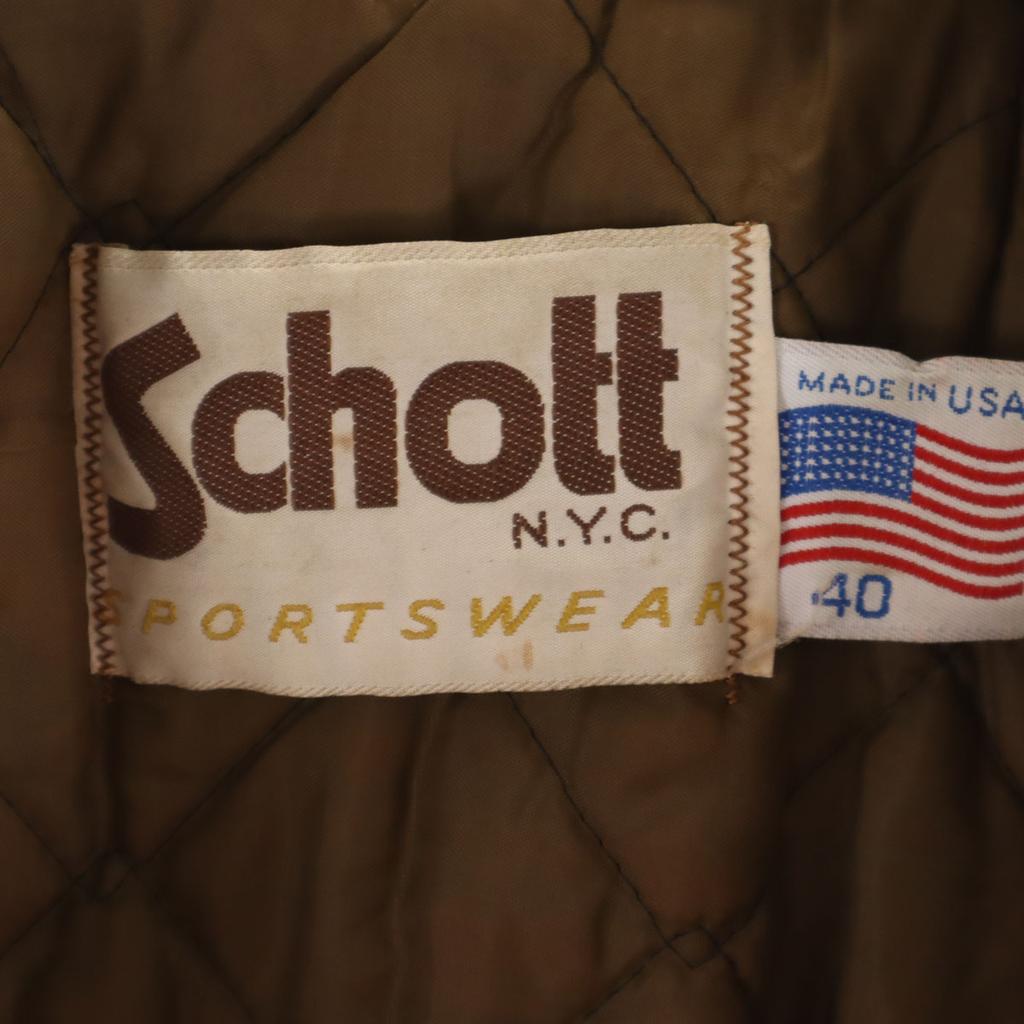 Schott
N.Y.C.
SPORTSWEAR
MADE IN USA
40